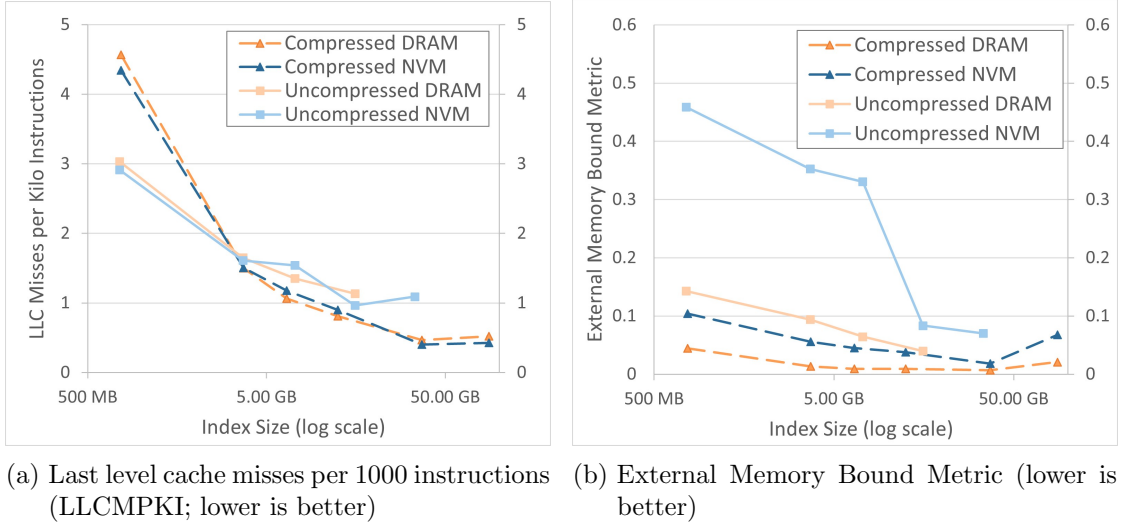 5
5
4
4
3
3
2
2
1
1
0
0
LLC Misses per Kilo Instructions
Compressed DRAM
Compressed NVM
Uncompressed DRAM
Uncompressed NVM
500 MB
5.00 GB
50.00 GB
Index Size (log scale)
(a) Last level cache misses per 1000 instructions
(LLCMPKI; lower is better)
0.6
0.6
0.5
0.5
0.4
0.4
0.3
0.3
0.2
0.2
0.1
0.1
0
0
External Memory Bound Metric
Compressed DRAM
Compressed NVM
Uncompressed DRAM
Uncompressed NVM
500 MB
5.00 GB
50.00 GB
Index Size (log scale)
(b) External Memory Bound Metric (lower is
better)